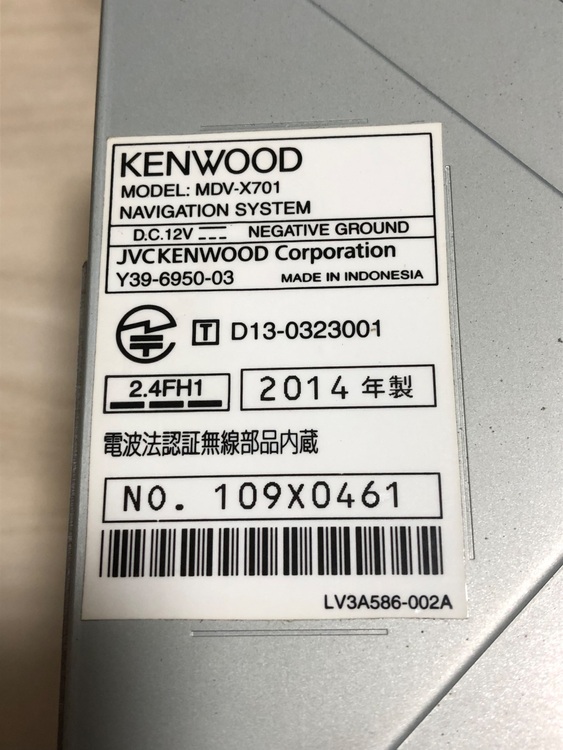 KENWOOD
MODEL: MDV-X701
NAVIGATION SYSTEM
D.C.12V NEGATIVE GROUND
JVCKENWOOD Corporation
Y39-6950-03 MADE IN INDONESIA
T D13-0323001
2.4FH1 2014 年製
電波法認証無線部品内蔵
NO. 109X0461
LV3A586-002A